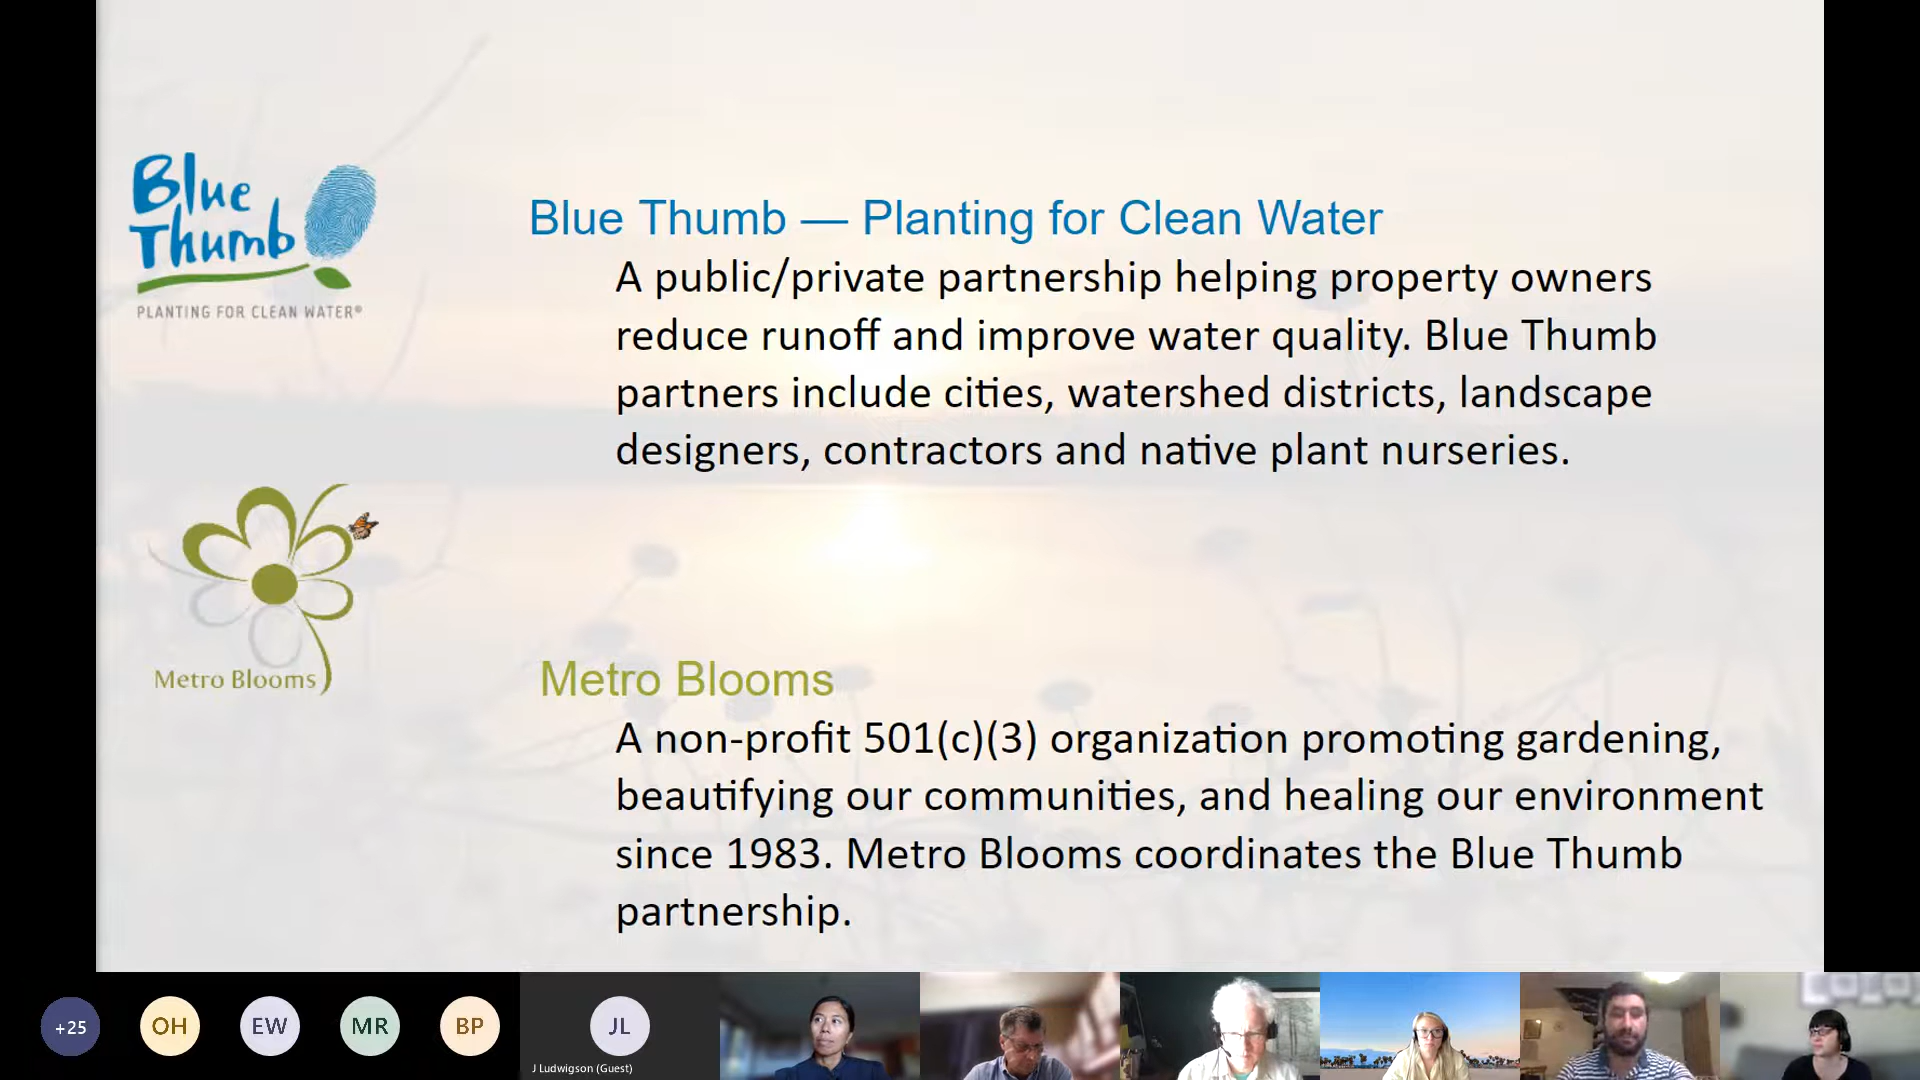 Blue
Thumb
PLANTING FOR CLEAN WATER®
Blue Thumb — Planting for Clean Water
A public/private partnership helping property owners
reduce runoff and improve water quality. Blue Thumb
partners include cities, watershed districts, landscape
designers, contractors and native plant nurseries.
Metro Blooms
Metro Blooms
A non-profit 501(c)(3) organization promoting gardening,
beautifying our communities, and healing our environment
since 1983. Metro Blooms coordinates the Blue Thumb
partnership.
+25
OH
EW
MR
BP
JL
J Ludwigson (Guest)